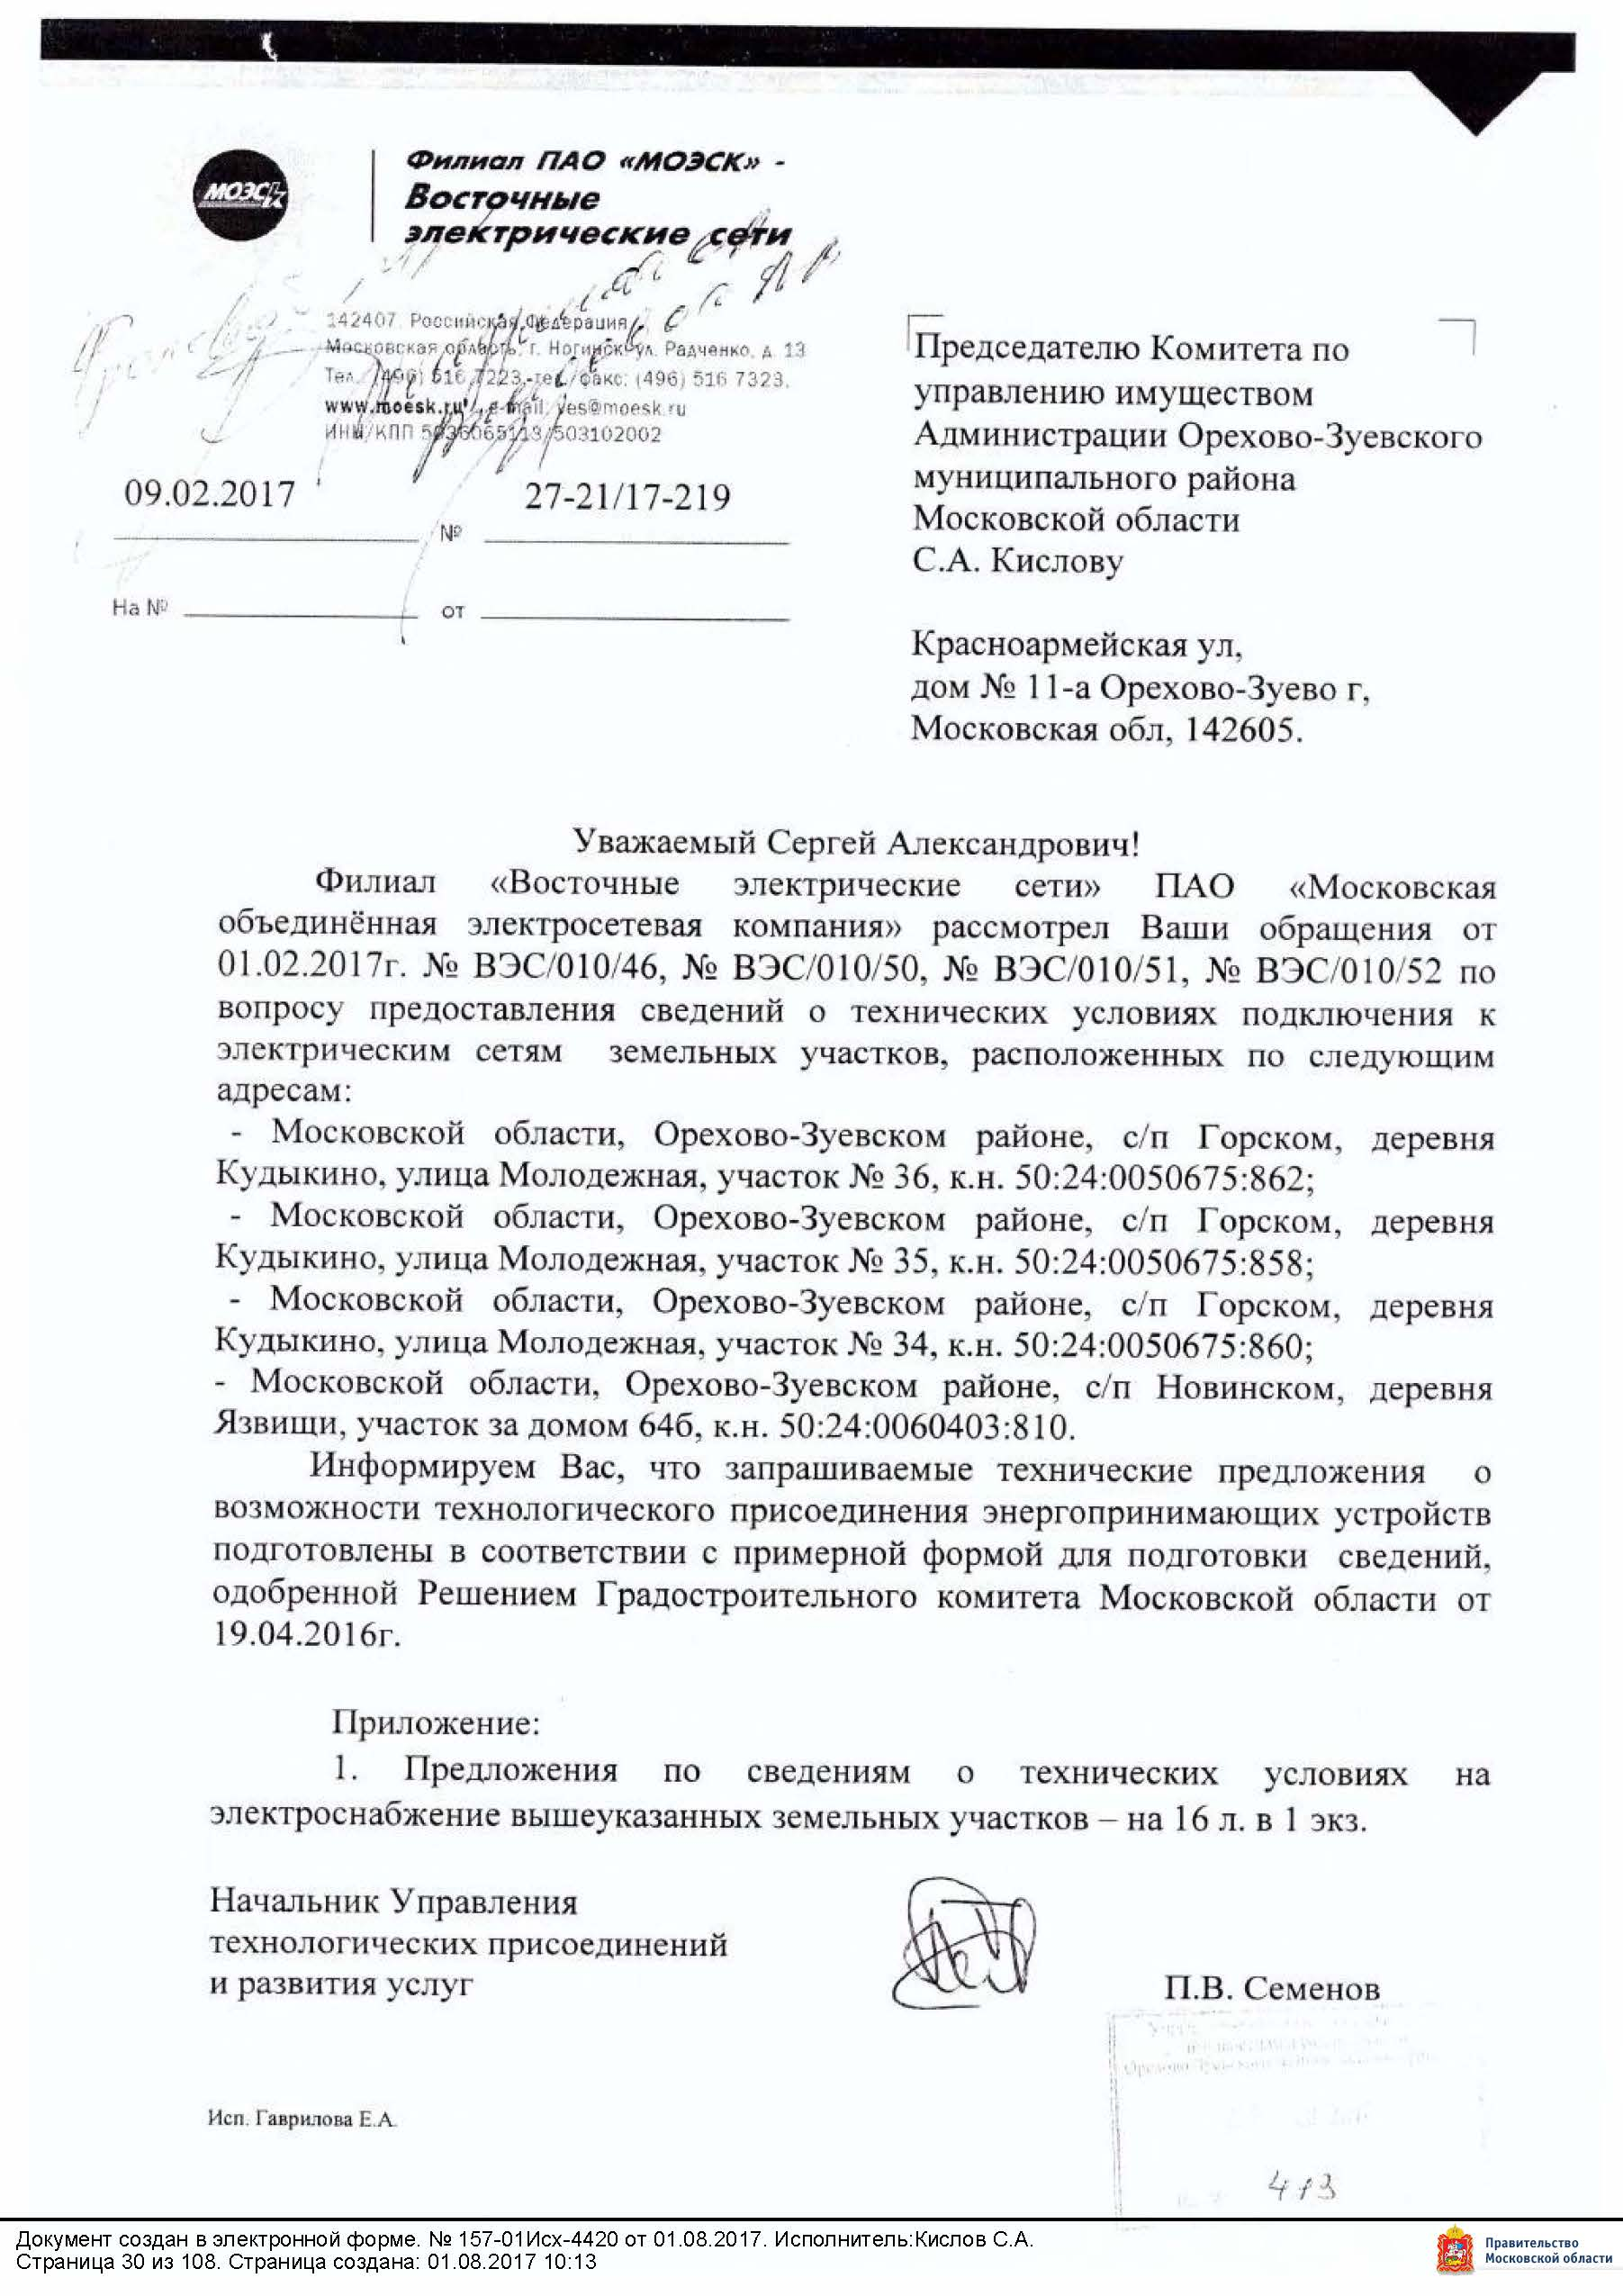 МОЭСК
Филиал ПАО «МОЭСК» -
Восточные
электрические сети
142407, Российская Федерация,
Московская область, г. Ногинск, ул. Радченко, д. 13
Тел. (496) 516 7223, тел/факс: (496) 516 7323,
www.moesk.ru, e-mail: ves@moesk.ru
ИНН/КПП 5036065113/503102002
09.02.2017 № 27-21/17-219
На № от
Председателю Комитета по
управлению имуществом
Администрации Орехово-Зуевского
муниципального района
Московской области
С.А. Кислову
Красноармейская ул,
дом № 11-а Орехово-Зуево г,
Московская обл, 142605.
Уважаемый Сергей Александрович!
Филиал «Восточные электрические сети» ПАО «Московская
объединённая электросетевая компания» рассмотрел Ваши обращения от
01.02.2017г. № ВЭС/010/46, № ВЭС/010/50, № ВЭС/010/51, № ВЭС/010/52 по
вопросу предоставления сведений о технических условиях подключения к
электрическим сетям земельных участков, расположенных по следующим
адресам:
- Московской области, Орехово-Зуевском районе, с/п Горском, деревня
Кудыкино, улица Молодежная, участок № 36, к.н. 50:24:0050675:862;
- Московской области, Орехово-Зуевском районе, с/п Горском, деревня
Кудыкино, улица Молодежная, участок № 35, к.н. 50:24:0050675:858;
- Московской области, Орехово-Зуевском районе, с/п Горском, деревня
Кудыкино, улица Молодежная, участок № 34, к.н. 50:24:0050675:860;
- Московской области, Орехово-Зуевском районе, с/п Новинском, деревня
Язвищи, участок за домом 64б, к.н. 50:24:0060403:810.
Информируем Вас, что запрашиваемые технические предложения о
возможности технологического присоединения энергопринимающих устройств
подготовлены в соответствии с примерной формой для подготовки сведений,
одобренной Решением Градостроительного комитета Московской области от
19.04.2016г.
Приложение:
1. Предложения по сведениям о технических условиях на
электроснабжение вышеуказанных земельных участков – на 16 л. в 1 экз.
Начальник Управления
технологических присоединений
и развития услуг
П.В. Семенов
Исп. Гаврилова Е.А.
413
Документ создан в электронной форме. № 157-01Исх-4420 от 01.08.2017. Исполнитель:Кислов С.А.
Страница 30 из 108. Страница создана: 01.08.2017 10:13
Правительство
Московской области